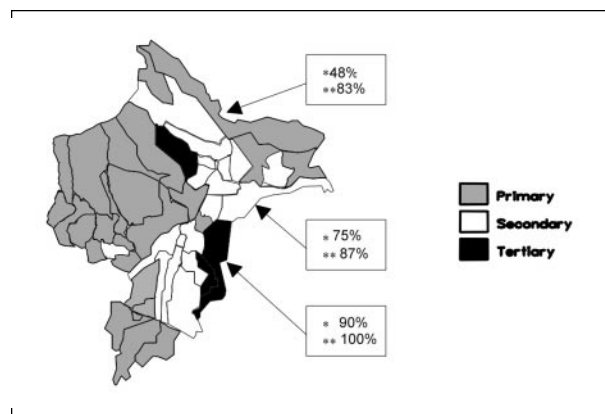 *48%
**83%
* 75%
** 87%
* 90%
** 100%
Primary
Secondary
Tertiary